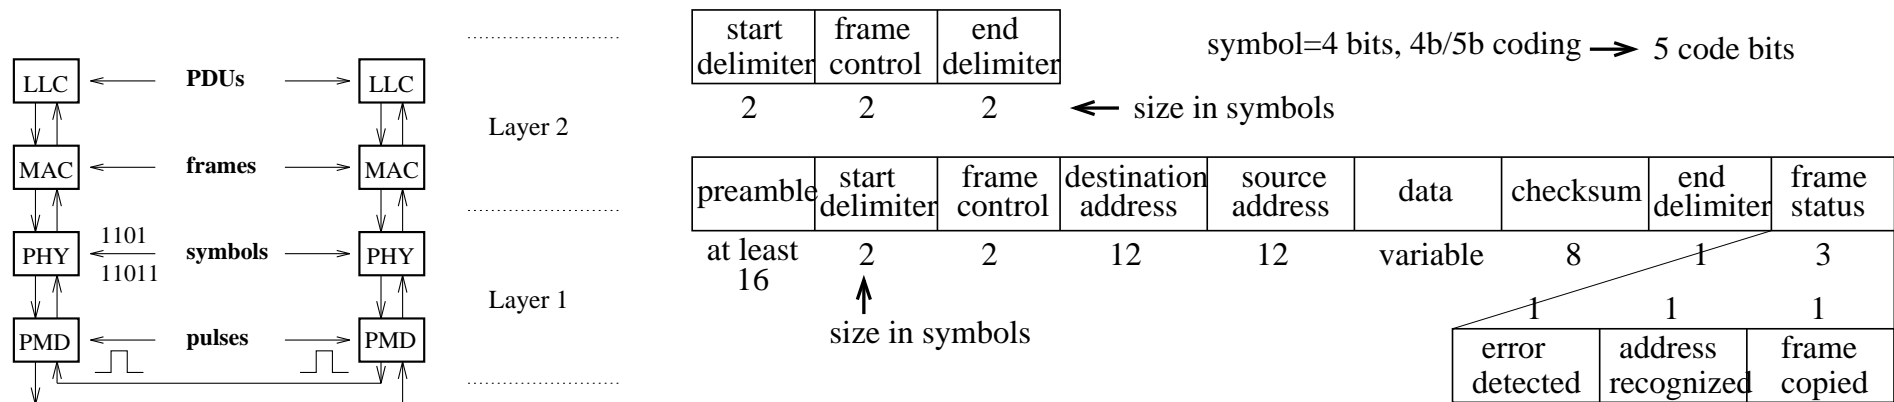 LLC PDUs LLC
MAC frames MAC
1101
PHY symbols PHY
11011
PMD pulses PMD
Layer 2
Layer 1
start delimiter
frame control
end delimiter
2 2 2 size in symbols
symbol=4 bits, 4b/5b coding 5 code bits
preamble
start delimiter
frame control
destination address
source address
data
checksum
end delimiter
frame status
at least 16
2 2 12 12 variable 8 1 3
size in symbols
1 1 1
error detected
address recognized
frame copied